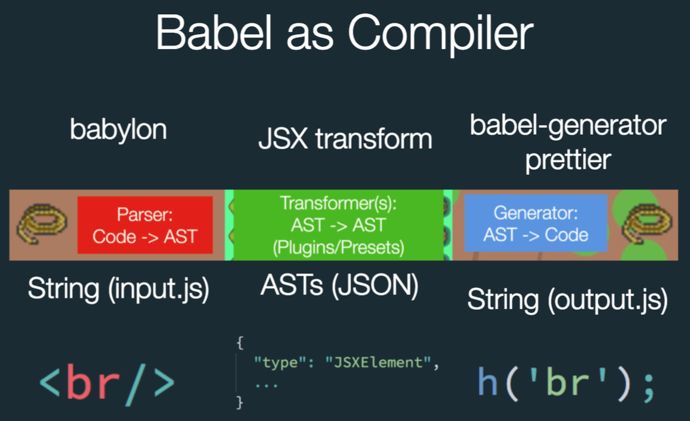 Babel as Compiler
babylon
JSX transform
babel-generator
prettier
Parser:
Code -> AST
Transformer(s):
AST -> AST
(Plugins/Presets)
Generator:
AST -> Code
String (input.js)
ASTs (JSON)
String (output.js)
<br/>
{
"type": "JSXElement",
...
}
h('br');